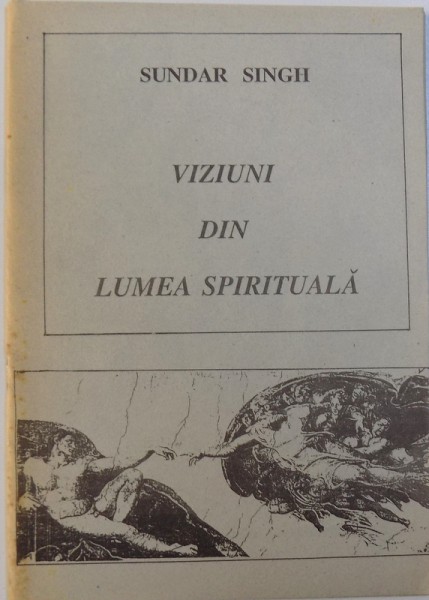 SUNDAR SINGH
VIZIUNI
DIN
LUMEA SPIRITUALĂ